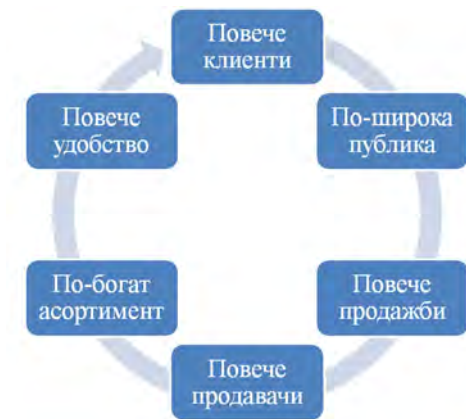 Повече
клиенти
По-широка
публика
Повече
продажби
Повече
продавачи
По-богат
асортимент
Повече
удобство